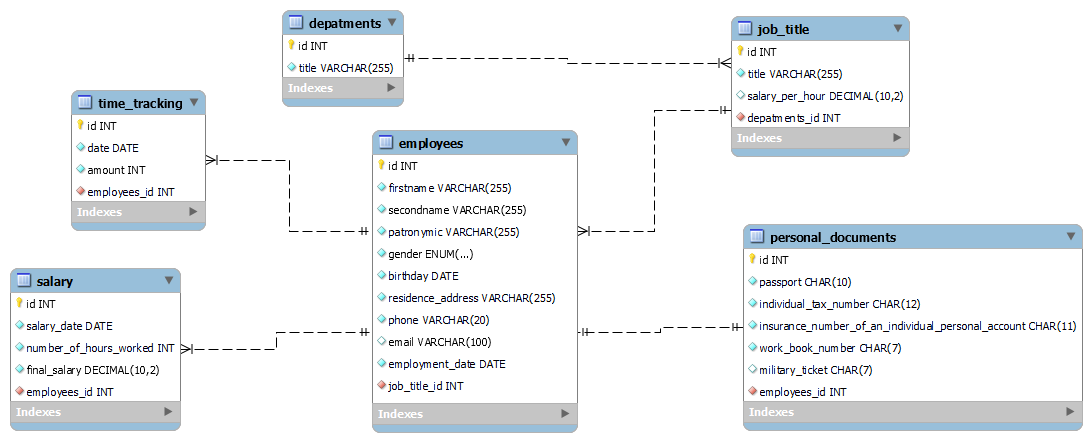 depatments
id INT
title VARCHAR(255)
Indexes
job_title
id INT
title VARCHAR(255)
salary_per_hour DECIMAL(10,2)
depatments_id INT
Indexes
time_tracking
id INT
date DATE
amount INT
employees_id INT
Indexes
employees
id INT
firstname VARCHAR(255)
secondname VARCHAR(255)
patronymic VARCHAR(255)
gender ENUM(...)
birthday DATE
residence_address VARCHAR(255)
phone VARCHAR(20)
email VARCHAR(100)
employment_date DATE
job_title_id INT
Indexes
personal_documents
id INT
passport CHAR(10)
individual_tax_number CHAR(12)
insurance_number_of_an_individual_personal_account CHAR(11)
work_book_number CHAR(7)
military_ticket CHAR(7)
employees_id INT
Indexes
salary
id INT
salary_date DATE
number_of_hours_worked INT
final_salary DECIMAL(10,2)
employees_id INT
Indexes